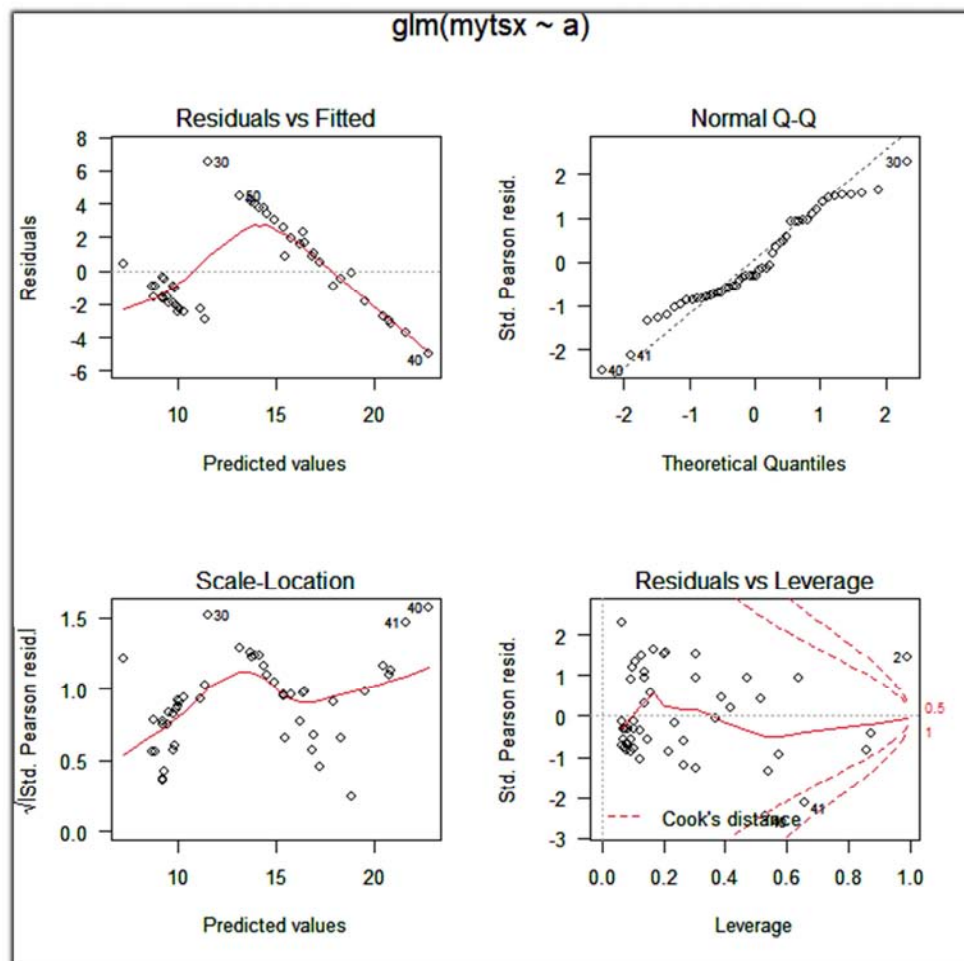 glm(mytsx ~ a)
Residuals vs Fitted
Residuals
8
6
4
2
0
-2
-4
-6
30
50
40
10 15 20
Predicted values
Normal Q-Q
Std. Pearson resid.
2
1
0
-1
-2
30
41
40
-2 -1 0 1 2
Theoretical Quantiles
Scale-Location
√|Std. Pearson resid.|
1.5
1.0
0.5
0.0
30
40
41
10 15 20
Predicted values
Residuals vs Leverage
Std. Pearson resid.
2
1
0
-1
-2
-3
2
0.5
1
41
Cook's distance
0.0 0.2 0.4 0.6 0.8 1.0
Leverage